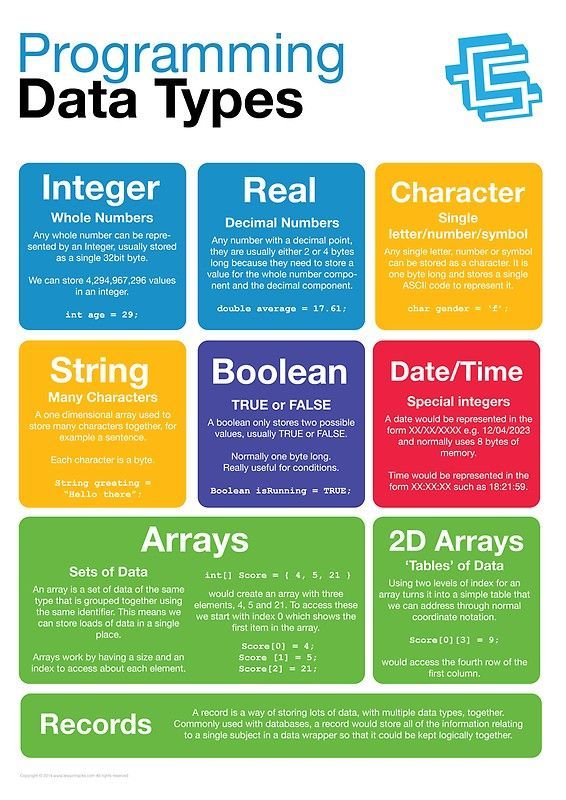 Programming
Data Types
Integer
Whole Numbers
Any whole number can be repre-
sented by an Integer, usually stored
as a single 32bit byte.
We can store 4,294,967,296 values
in an integer.
int age = 29;
Real
Decimal Numbers
Any number with a decimal point,
they are usually either 2 or 4 bytes
long because they need to store a
value for the whole number compo-
nent and the decimal component.
double average = 17.61;
Character
Single
letter/number/symbol
Any single letter, number or symbol
can be stored as a character. It is
one byte long and stores a single
ASCII code to represent it.
char gender = 'f';
String
Many Characters
A one dimensional array used to
store many characters together, for
example a sentence.
Each character is a byte.
String greeting =
"Hello there";
Boolean
TRUE or FALSE
A boolean only stores two possible
values, usually TRUE or FALSE.
Normally one byte long.
Really useful for conditions.
Boolean isRunning = TRUE;
Date/Time
Special integers
A date would be represented in the
form XX/XX/XXXX e.g. 12/04/2023
and normally uses 8 bytes of
memory.
Time would be represented in the
form XX:XX:XX such as 18:21:59.
Arrays
Sets of Data
An array is a set of data of the same
type that is grouped together using
the same identifier. This means we
can store loads of data in a single
place.
Arrays work by having a size and an
index to access about each element.
int[] Score = { 4, 5, 21 }
would create an array with three
elements, 4, 5 and 21. To access these
we start with index 0 which shows the
first item in the array.
Score[0] = 4;
Score [1] = 5;
Score[2] = 21;
2D Arrays
'Tables' of Data
Using two levels of index for an
array turns it into a simple table that
we can address through normal
coordinate notation.
Score[0][3] = 9;
would access the fourth row of the
first column.
Records
A record is a way of storing lots of data, with multiple data types, together.
Commonly used with databases, a record would store all of the information relating
to a single subject in a data wrapper so that it could be kept logically together.